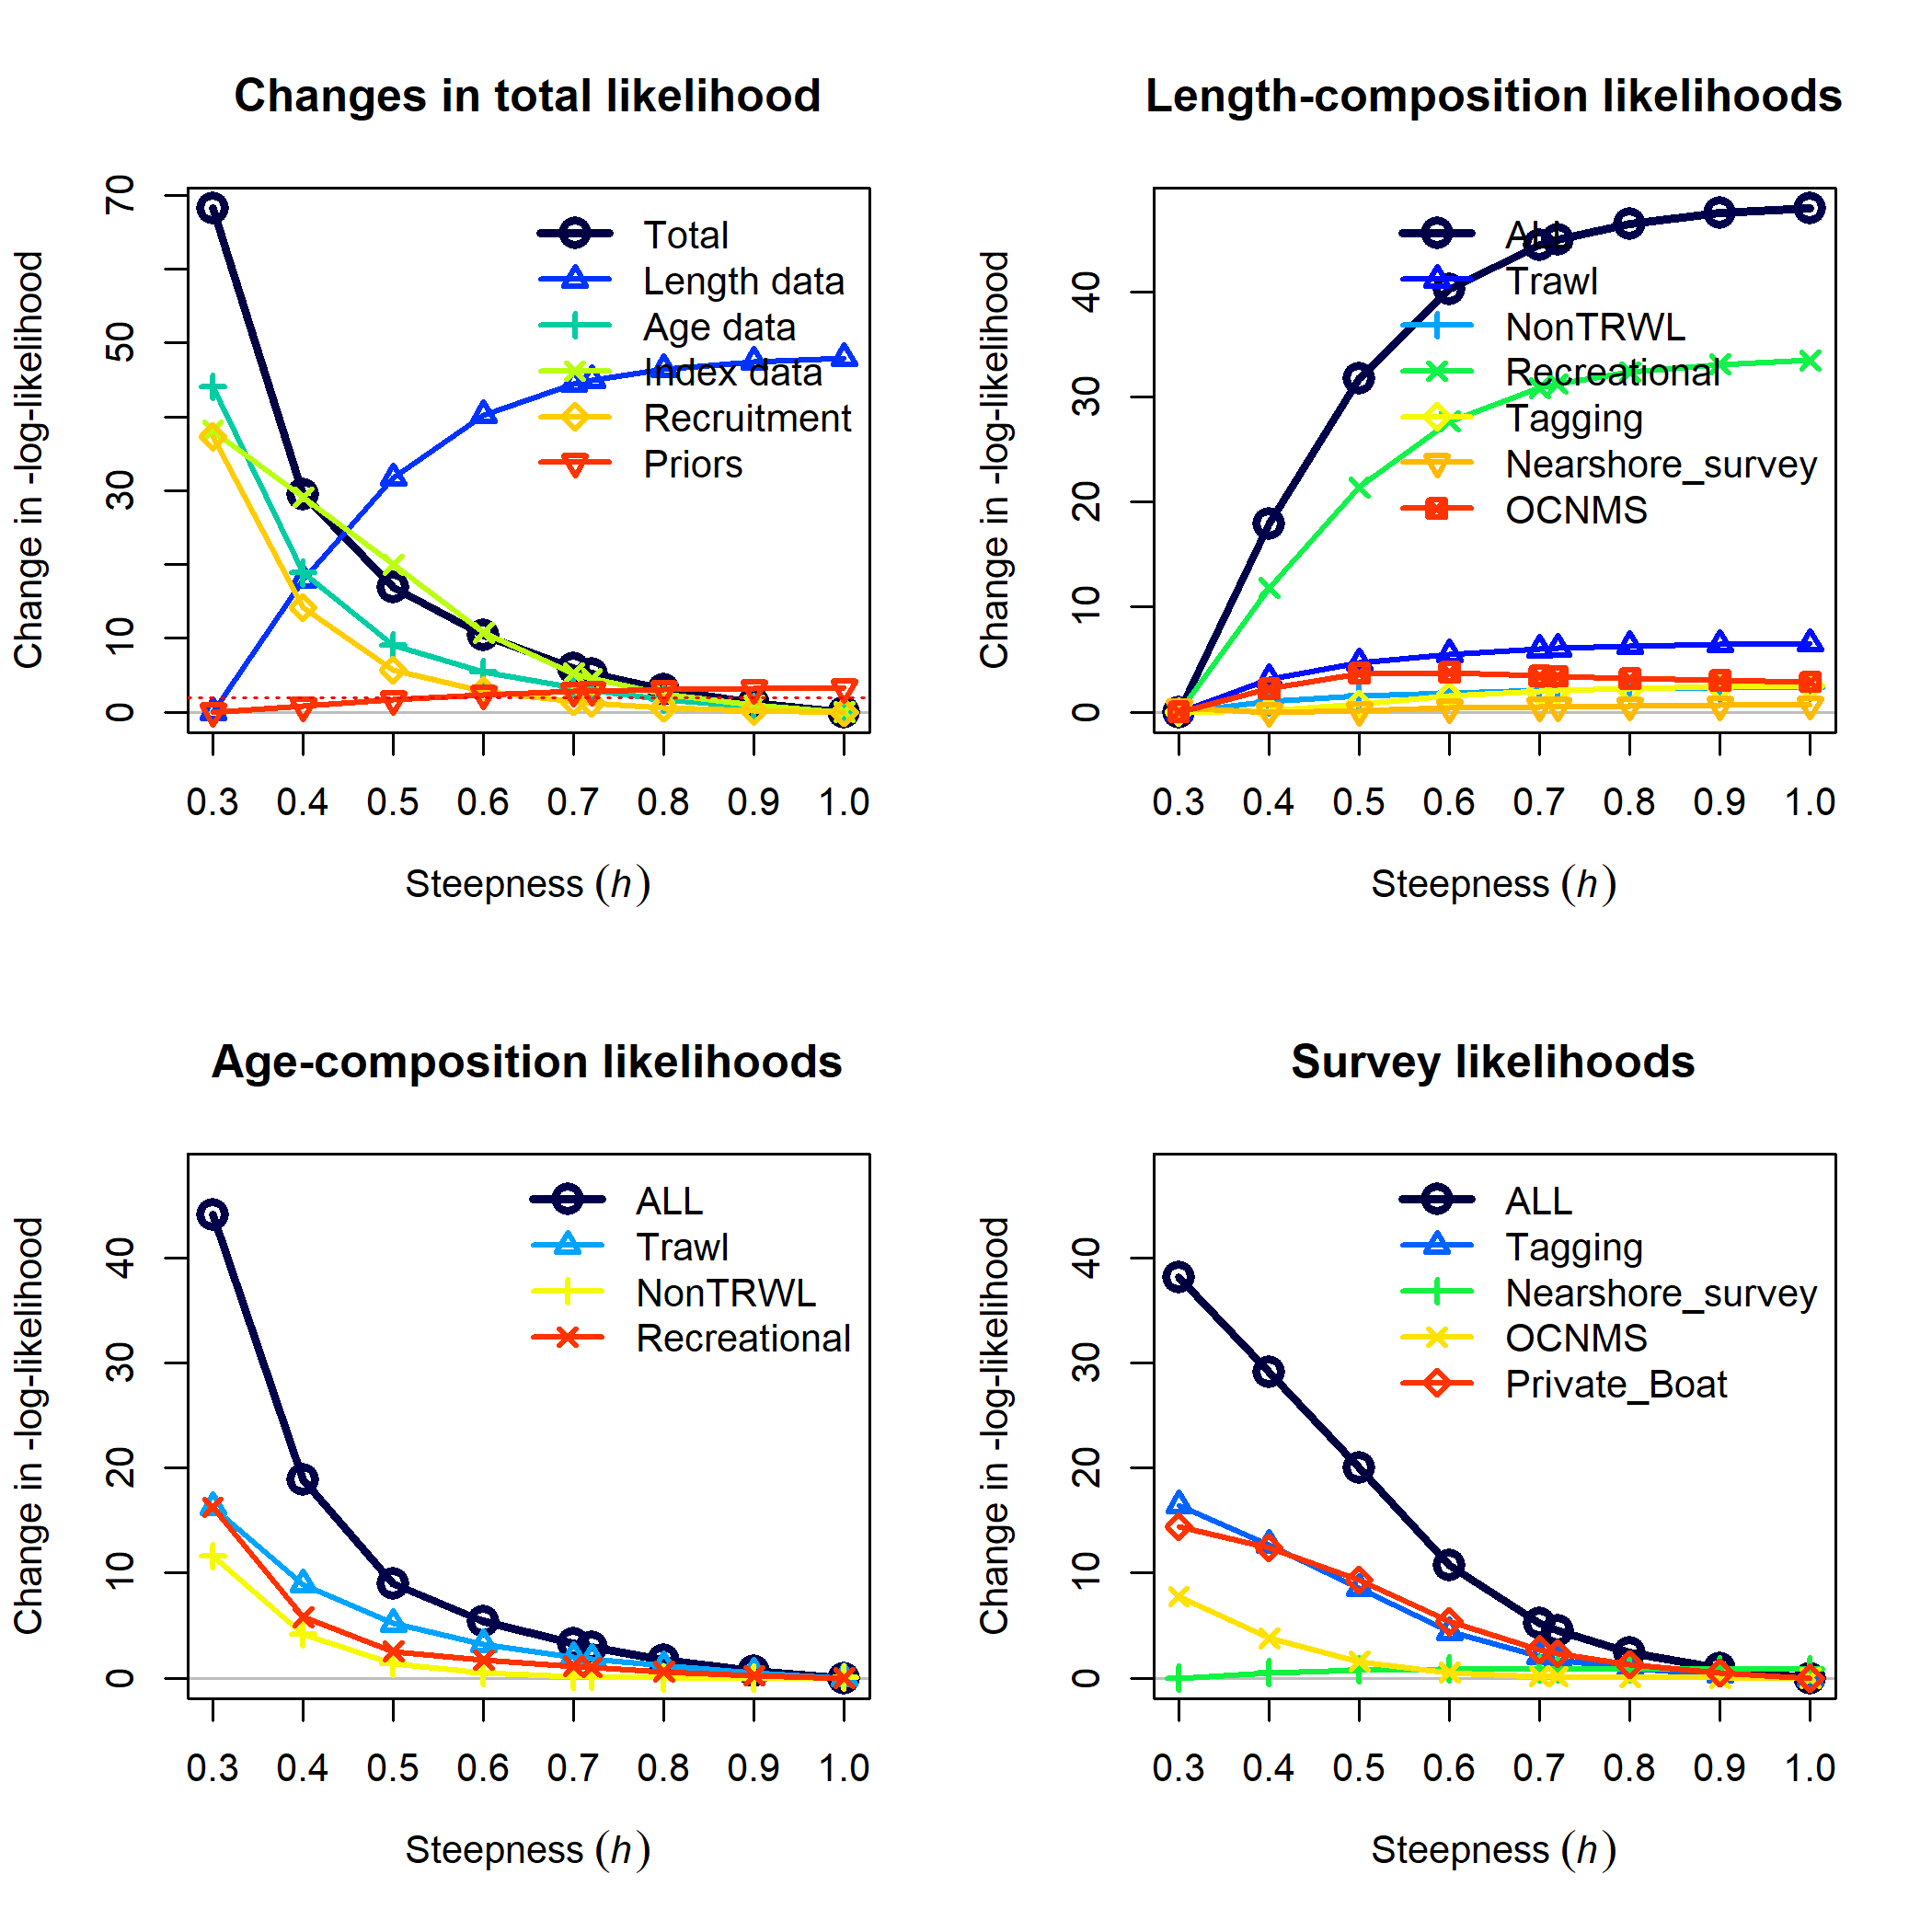 Changes in total likelihood
Change in -log-likelihood
70
50
30
10
0
Total
Length data
Age data
Index data
Recruitment
Priors
0.3 0.4 0.5 0.6 0.7 0.8 0.9 1.0
Steepness (h)
Length-composition likelihoods
Change in -log-likelihood
40
30
20
10
0
ALL
Trawl
NonTRWL
Recreational
Tagging
Nearshore_survey
OCNMS
0.3 0.4 0.5 0.6 0.7 0.8 0.9 1.0
Steepness (h)
Age-composition likelihoods
Change in -log-likelihood
40
30
20
10
0
ALL
Trawl
NonTRWL
Recreational
0.3 0.4 0.5 0.6 0.7 0.8 0.9 1.0
Steepness (h)
Survey likelihoods
Change in -log-likelihood
40
30
20
10
0
ALL
Tagging
Nearshore_survey
OCNMS
Private_Boat
0.3 0.4 0.5 0.6 0.7 0.8 0.9 1.0
Steepness (h)